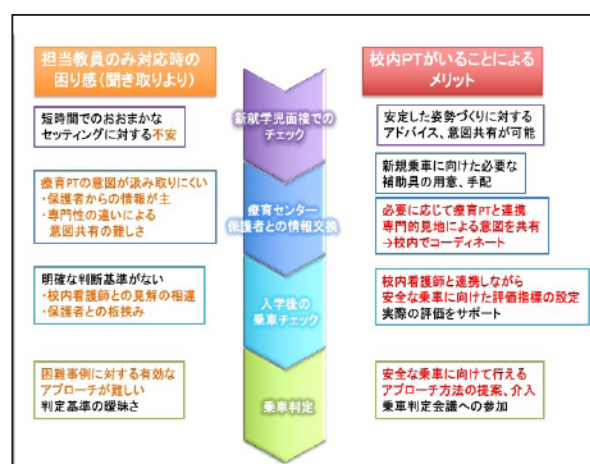 担当教員のみ対応時の
困り感(聞き取りより)
校内PTがいることによる
メリット
新就学児面接での
チェック
短時間でのおおまかな
セッティングに対する不安
安定した姿勢づくりに対する
アドバイス、意図共有が可能
新規乗車に向けた必要な
補助具の用意、手配
療育センター
保護者との情報交換
療育PTの意図が汲み取りにくい
・保護者からの情報が主
・専門性の違いによる
意図共有の難しさ
必要に応じて療育PTと連携
専門的見地による意図を共有
→校内でコーディネート
入学後の
乗車チェック
明確な判断基準がない
・校内看護師との見解の相違
・保護者との板挟み
校内看護師と連携しながら
安全な乗車に向けた評価指標の設定
実際の評価をサポート
乗車判定
困難事例に対する有効な
アプローチが難しい
判定基準の曖昧さ
安全な乗車に向けて行える
アプローチ方法の提案、介入
乗車判定会議への参加